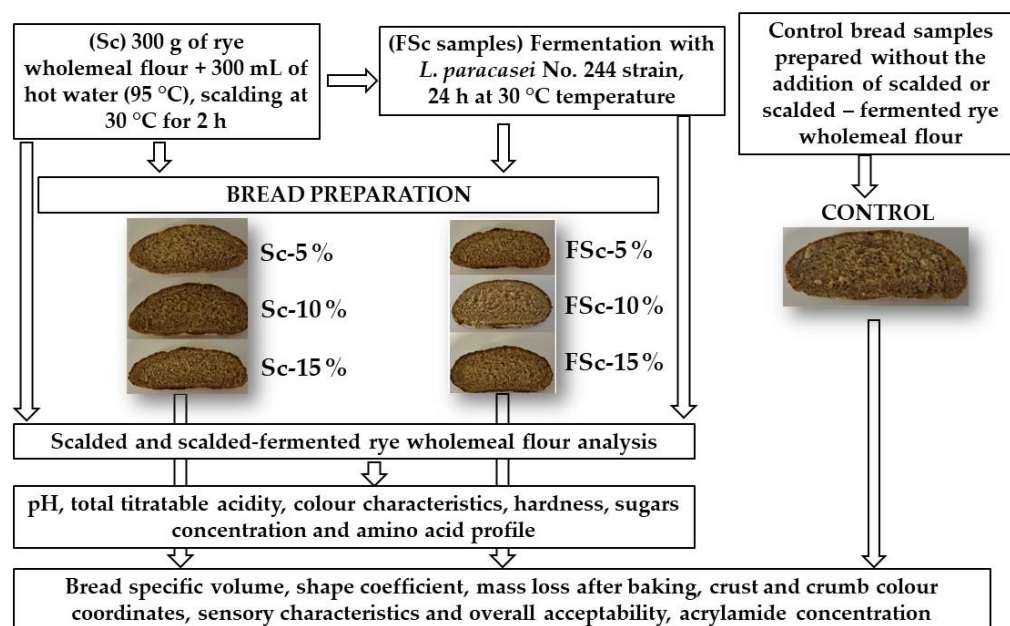 (Sc) 300 g of rye
wholemeal flour + 300 mL of
hot water (95 °C), scalding at
30 °C for 2 h
(FSc samples) Fermentation with
L. paracasei No. 244 strain,
24 h at 30 °C temperature
Control bread samples
prepared without the
addition of scalded or
scalded – fermented rye
wholemeal flour
BREAD PREPARATION
CONTROL
Sc-5%
Sc-10%
Sc-15%
FSc-5%
FSc-10%
FSc-15%
Scalded and scalded-fermented rye wholemeal flour analysis
pH, total titratable acidity, colour characteristics, hardness, sugars
concentration and amino acid profile
Bread specific volume, shape coefficient, mass loss after baking, crust and crumb colour
coordinates, sensory characteristics and overall acceptability, acrylamide concentration